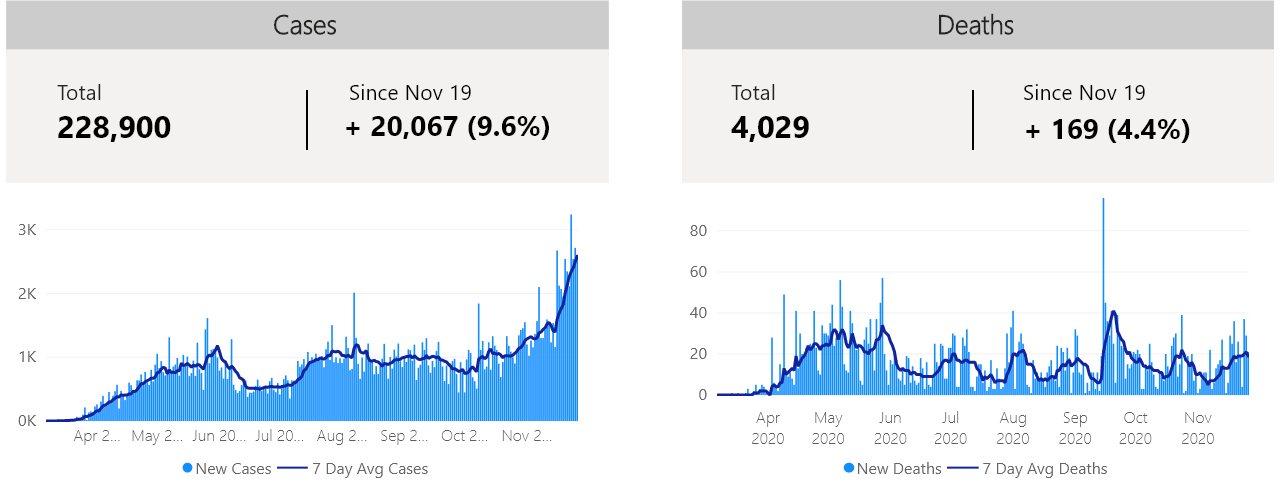 Cases
Total
228,900
Since Nov 19
+ 20,067 (9.6%)
3K
2K
1K
0K
Apr 2... May 2... Jun 20... Jul 20... Aug 2... Sep 2... Oct 2... Nov 2...
New Cases 7 Day Avg Cases
Deaths
Total
4,029
Since Nov 19
+ 169 (4.4%)
80
60
40
20
0
Apr May Jun Jul Aug Sep Oct Nov
2020 2020 2020 2020 2020 2020 2020 2020
New Deaths 7 Day Avg Deaths